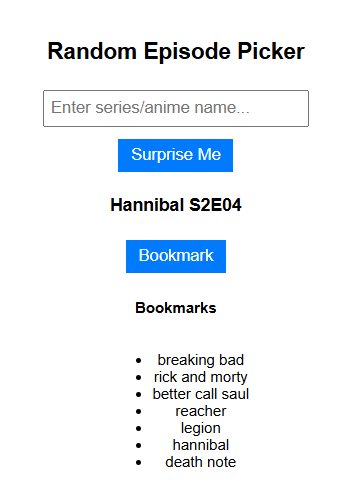 Random Episode Picker
Enter series/anime name...
Surprise Me
Hannibal S2E04
Bookmark
Bookmarks
breaking bad
rick and morty
better call saul
reacher
legion
hannibal
death note